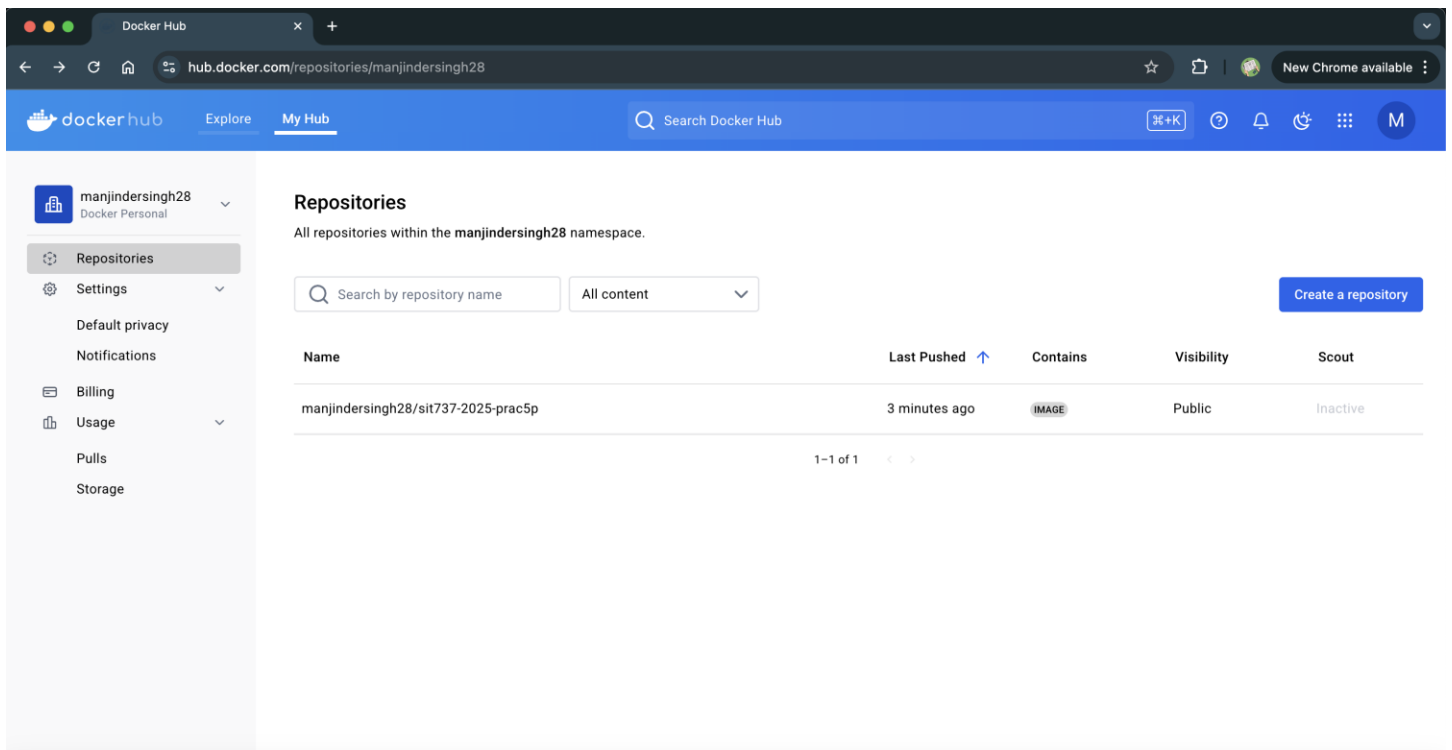 Docker Hub
hub.docker.com/repositories/manjindersingh28
New Chrome available
dockerhub Explore My Hub Search Docker Hub ⌘+K M
manjindersingh28
Docker Personal
Repositories
Settings
Default privacy
Notifications
Billing
Usage
Pulls
Storage
Repositories
All repositories within the manjindersingh28 namespace.
Search by repository name All content Create a repository
Name Last Pushed Contains Visibility Scout
manjindersingh28/sit737-2025-prac5p 3 minutes ago IMAGE Public Inactive
1–1 of 1